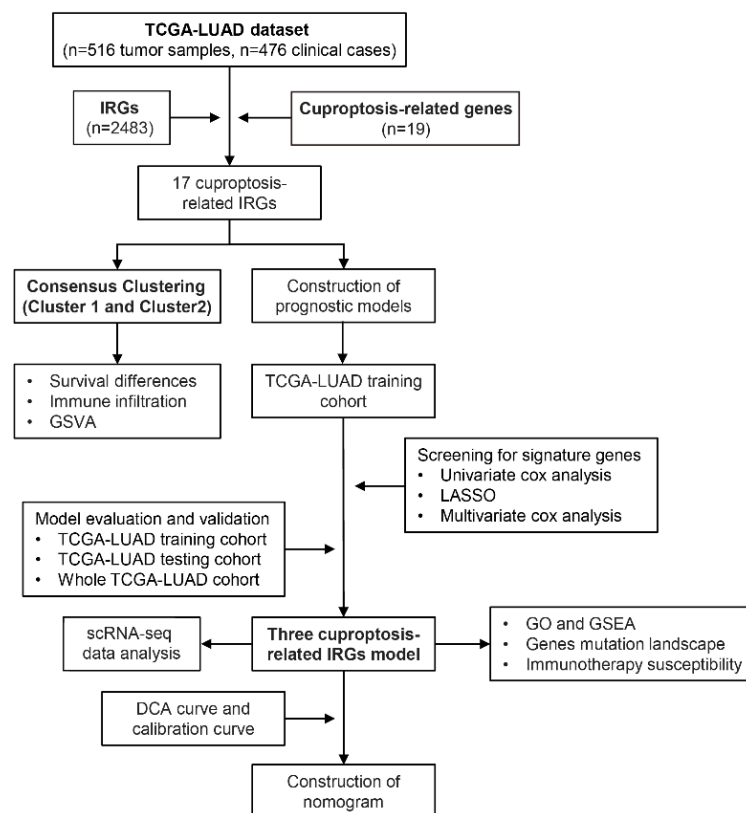 TCGA-LUAD dataset
(n=516 tumor samples, n=476 clinical cases)
IRGs
(n=2483)
Cuproptosis-related genes
(n=19)
17 cuproptosis-
related IRGs
Consensus Clustering
(Cluster 1 and Cluster2)
Construction of
prognostic models
• Survival differences
• Immune infiltration
• GSVA
TCGA-LUAD training
cohort
Screening for signature genes
• Univariate cox analysis
• LASSO
• Multivariate cox analysis
Model evaluation and validation
• TCGA-LUAD training cohort
• TCGA-LUAD testing cohort
• Whole TCGA-LUAD cohort
scRNA-seq
data analysis
Three cuproptosis-
related IRGs model
• GO and GSEA
• Genes mutation landscape
• Immunotherapy susceptibility
DCA curve and
calibration curve
Construction of
nomogram